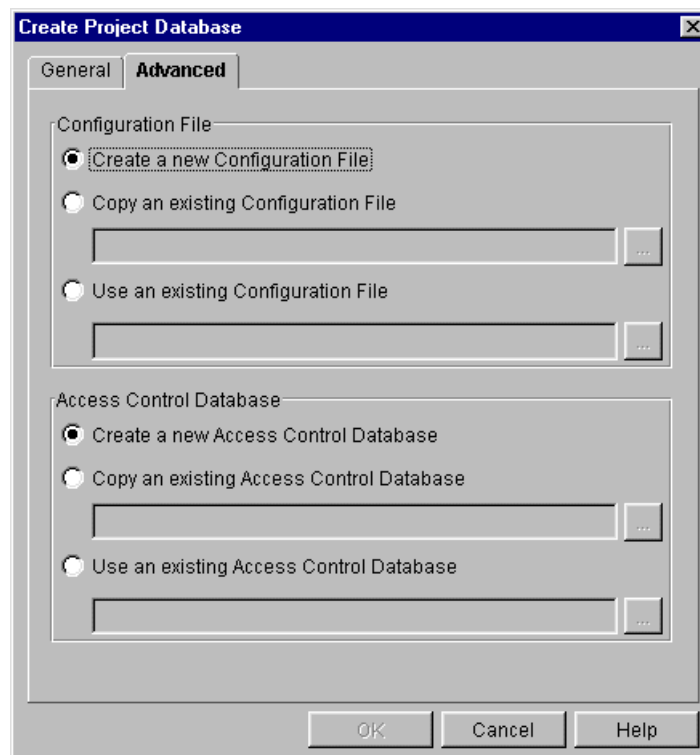 Create Project Database
General Advanced
Configuration File
Create a new Configuration File
Copy an existing Configuration File
...
Use an existing Configuration File
...
Access Control Database
Create a new Access Control Database
Copy an existing Access Control Database
...
Use an existing Access Control Database
...
OK Cancel Help